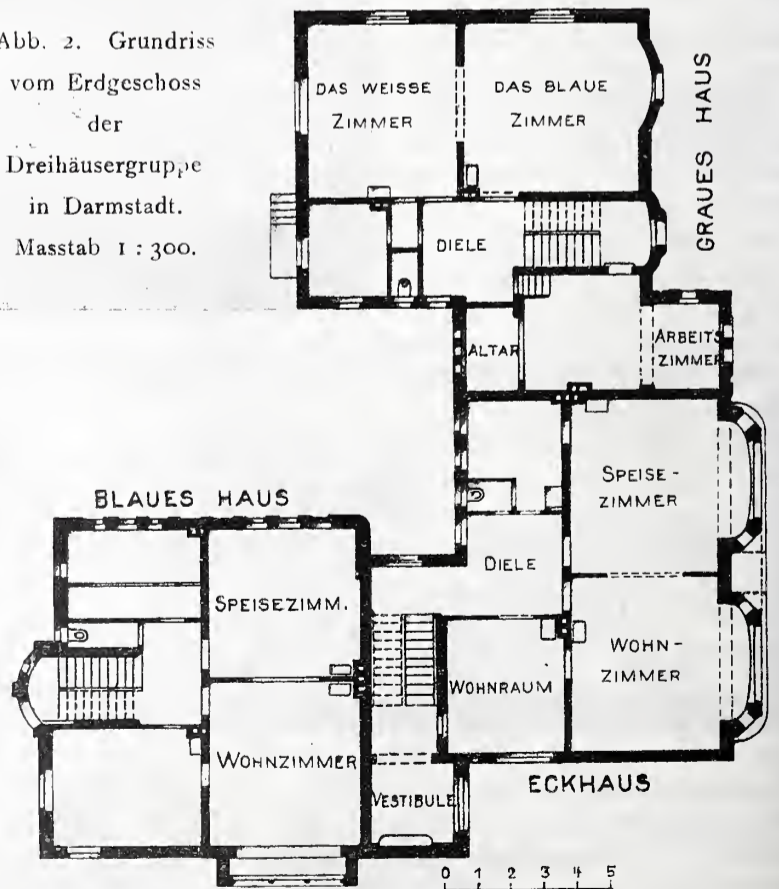 Abb. 2. Grundriss
vom Erdgeschoss
der
Dreihäusergruppe
in Darmstadt.
Masstab 1 : 300.
DAS WEISSE
ZIMMER
DAS BLAUE
ZIMMER
GRAUES HAUS
DIELE
ALTAR
ARBEITS
ZIMMER
SPEISE-
ZIMMER
BLAUES HAUS
DIELE
SPEISEZIMM.
WOHN-
ZIMMER
WOHNRAUM
WOHNZIMMER
VESTIBULE
ECKHAUS
0 1 2 3 4 5